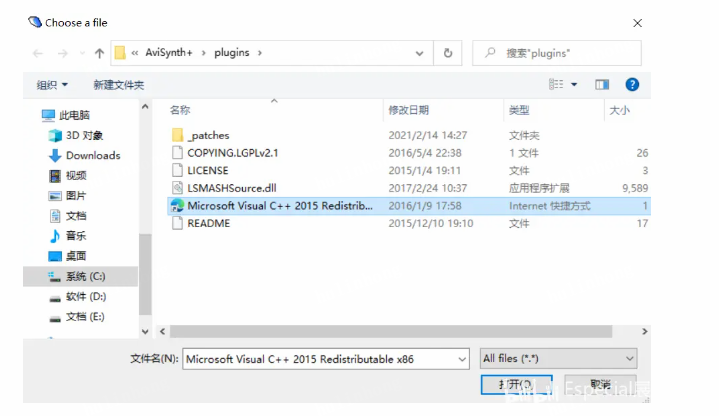 Choose a file
« AviSynth+ › plugins ›
搜索"plugins"
组织 新建文件夹
此电脑
3D 对象
Downloads
视频
图片
文档
音乐
桌面
系统 (C:)
软件 (D:)
文档 (E:)
名称 修改日期 类型 大小
_patches 2021/2/14 14:27 文件夹
COPYING.LGPLv2.1 2016/5/4 22:38 1 文件 26
LICENSE 2015/1/4 19:11 文件 3
LSMASHSource.dll 2017/2/24 10:37 应用程序扩展 9,589
Microsoft Visual C++ 2015 Redistrib... 2016/1/9 17:58 Internet 快捷方式 1
README 2015/12/10 19:10 文件 17
文件名(N): Microsoft Visual C++ 2015 Redistributable x86 All files (*.*)
打开(O) 取消
Especial